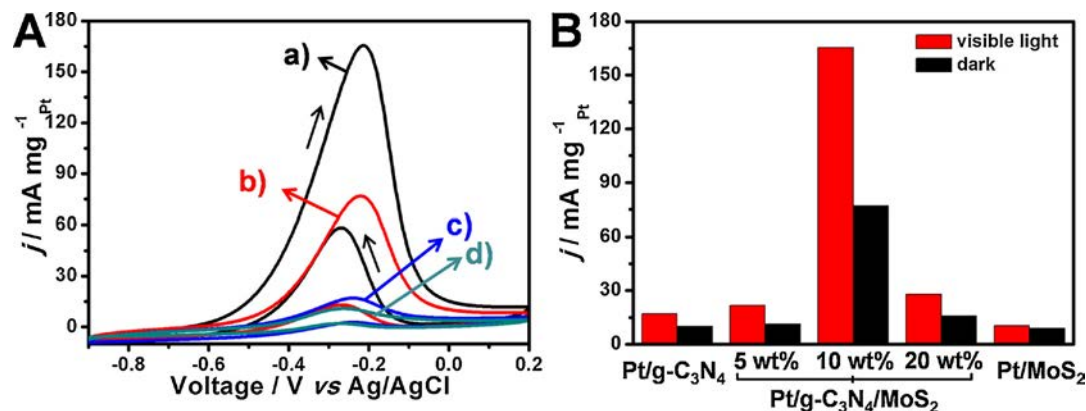 A
j / mA mg⁻¹Pt
180
150
120
90
60
30
0
a)
b)
c)
d)
-0.8 -0.6 -0.4 -0.2 0.0 0.2
Voltage / V vs Ag/AgCl
B
j / mA mg⁻¹Pt
180
150
120
90
60
30
0
visible light
dark
Pt/g-C₃N₄ 5 wt% 10 wt% 20 wt% Pt/MoS₂
Pt/g-C₃N₄/MoS₂